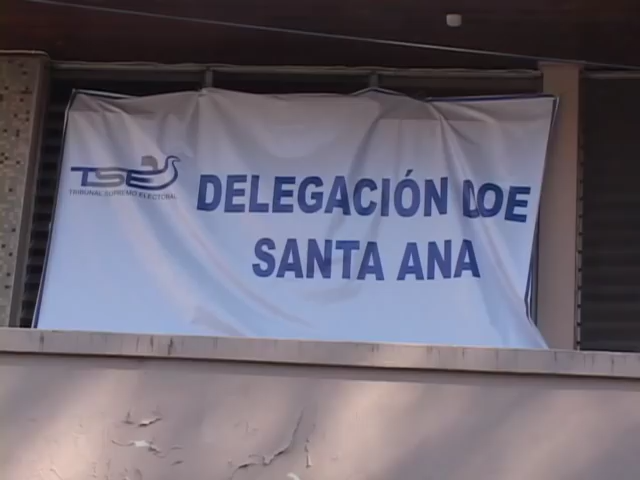 TSE
TRIBUNAL SUPREMO ELECTORAL
DELEGACIÓN DE
SANTA ANA